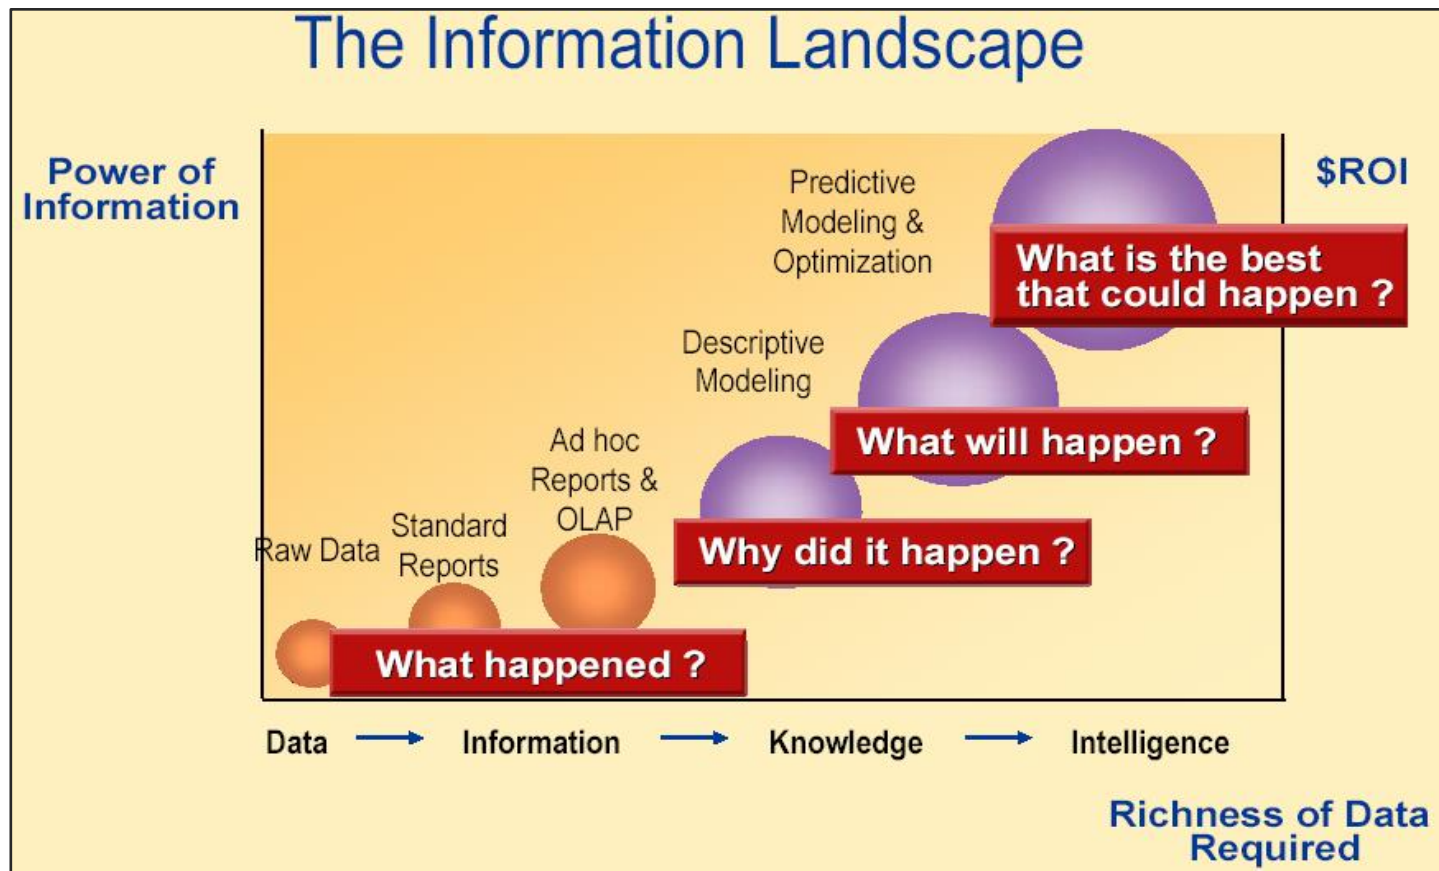 The Information Landscape
Power of
Information
$ROI
Predictive
Modeling &
Optimization
What is the best
that could happen ?
Descriptive
Modeling
What will happen ?
Ad hoc
Reports &
OLAP
Why did it happen ?
Standard
Reports
Raw Data
What happened ?
Data
Information
Knowledge
Intelligence
Richness of Data
Required